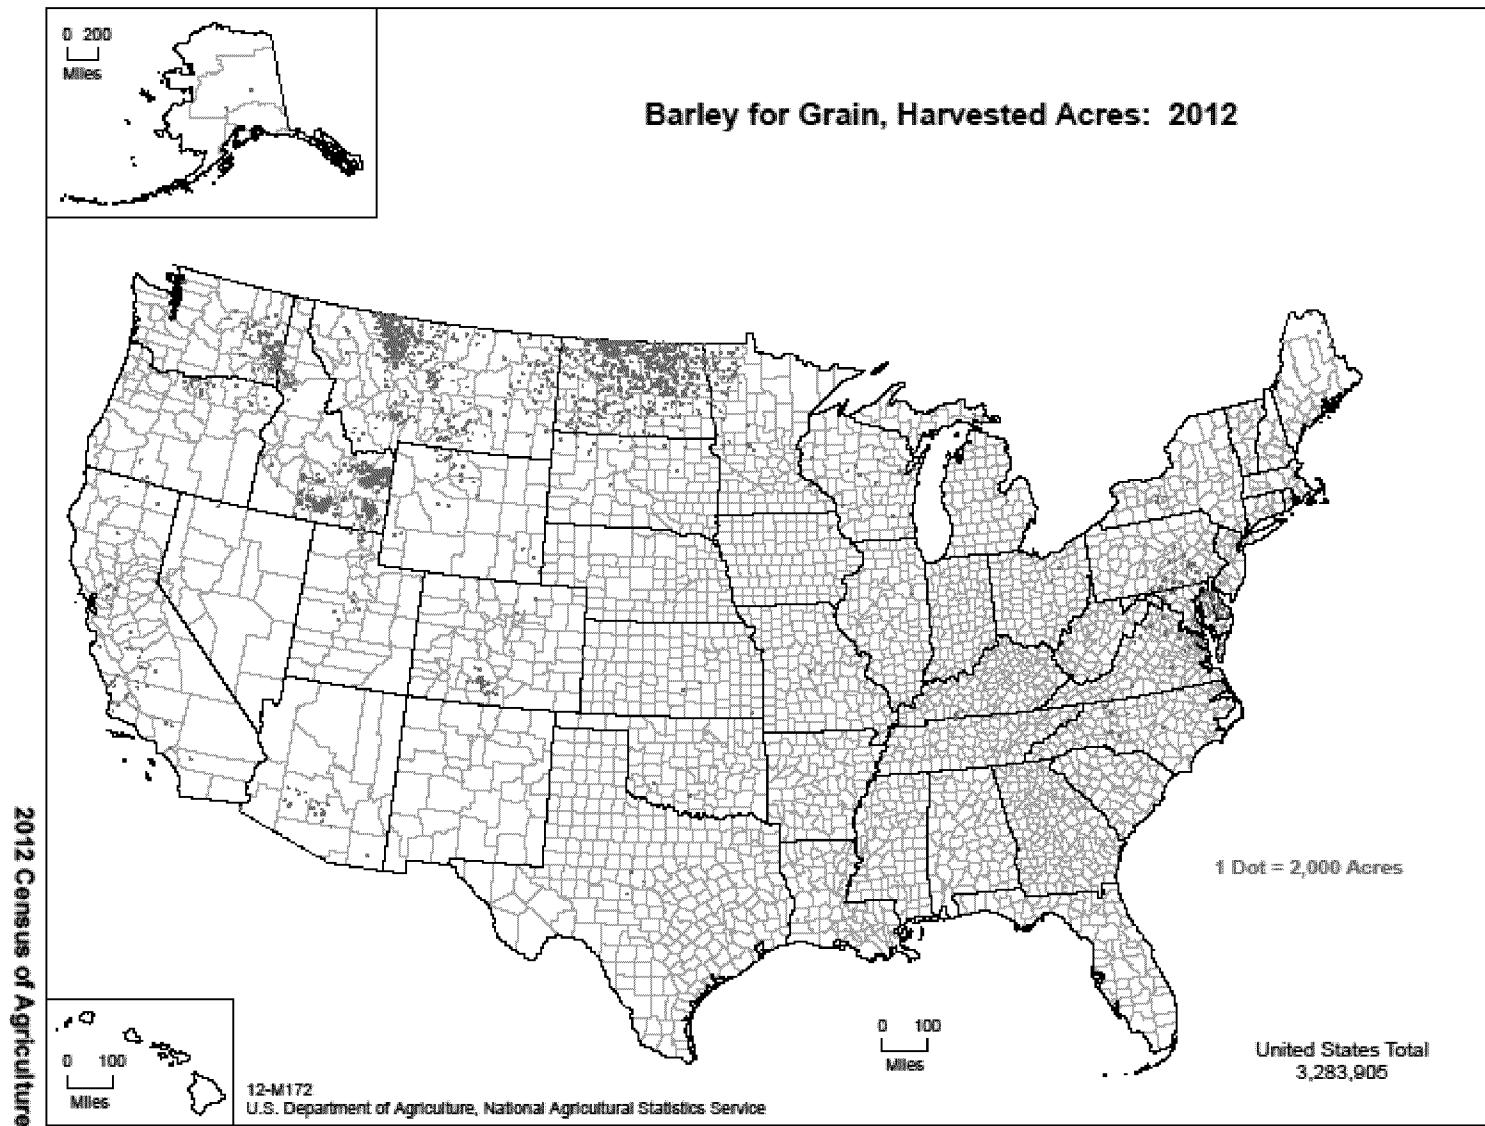 0 200
Miles
Barley for Grain, Harvested Acres: 2012
1 Dot = 2,000 Acres
0 100
Miles
0 100
Miles
United States Total
3,283,905
12-M172
U.S. Department of Agriculture, National Agricultural Statistics Service
2012 Census of Agriculture